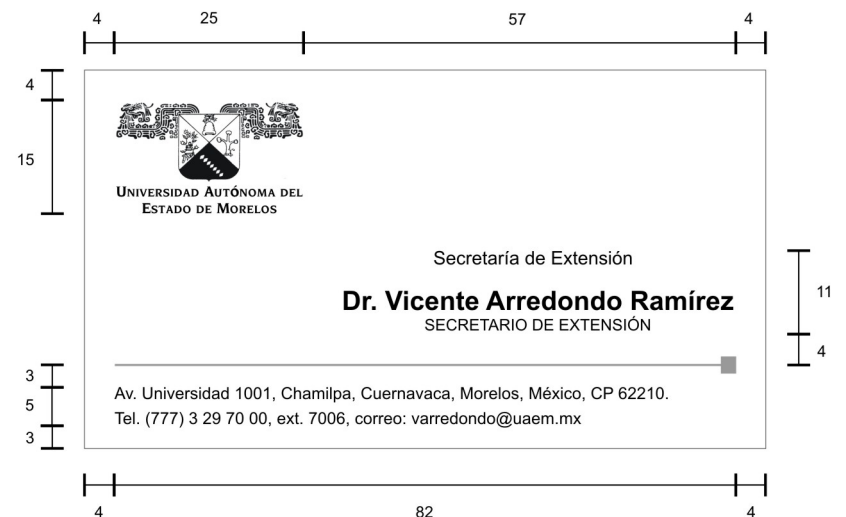 4 25 57 4
4
15
UNIVERSIDAD AUTÓNOMA DEL
ESTADO DE MORELOS
Secretaría de Extensión
Dr. Vicente Arredondo Ramírez
SECRETARIO DE EXTENSIÓN
11
4
3
5
3
Av. Universidad 1001, Chamilpa, Cuernavaca, Morelos, México, CP 62210.
Tel. (777) 3 29 70 00, ext. 7006, correo: varredondo@uaem.mx
4 82 4